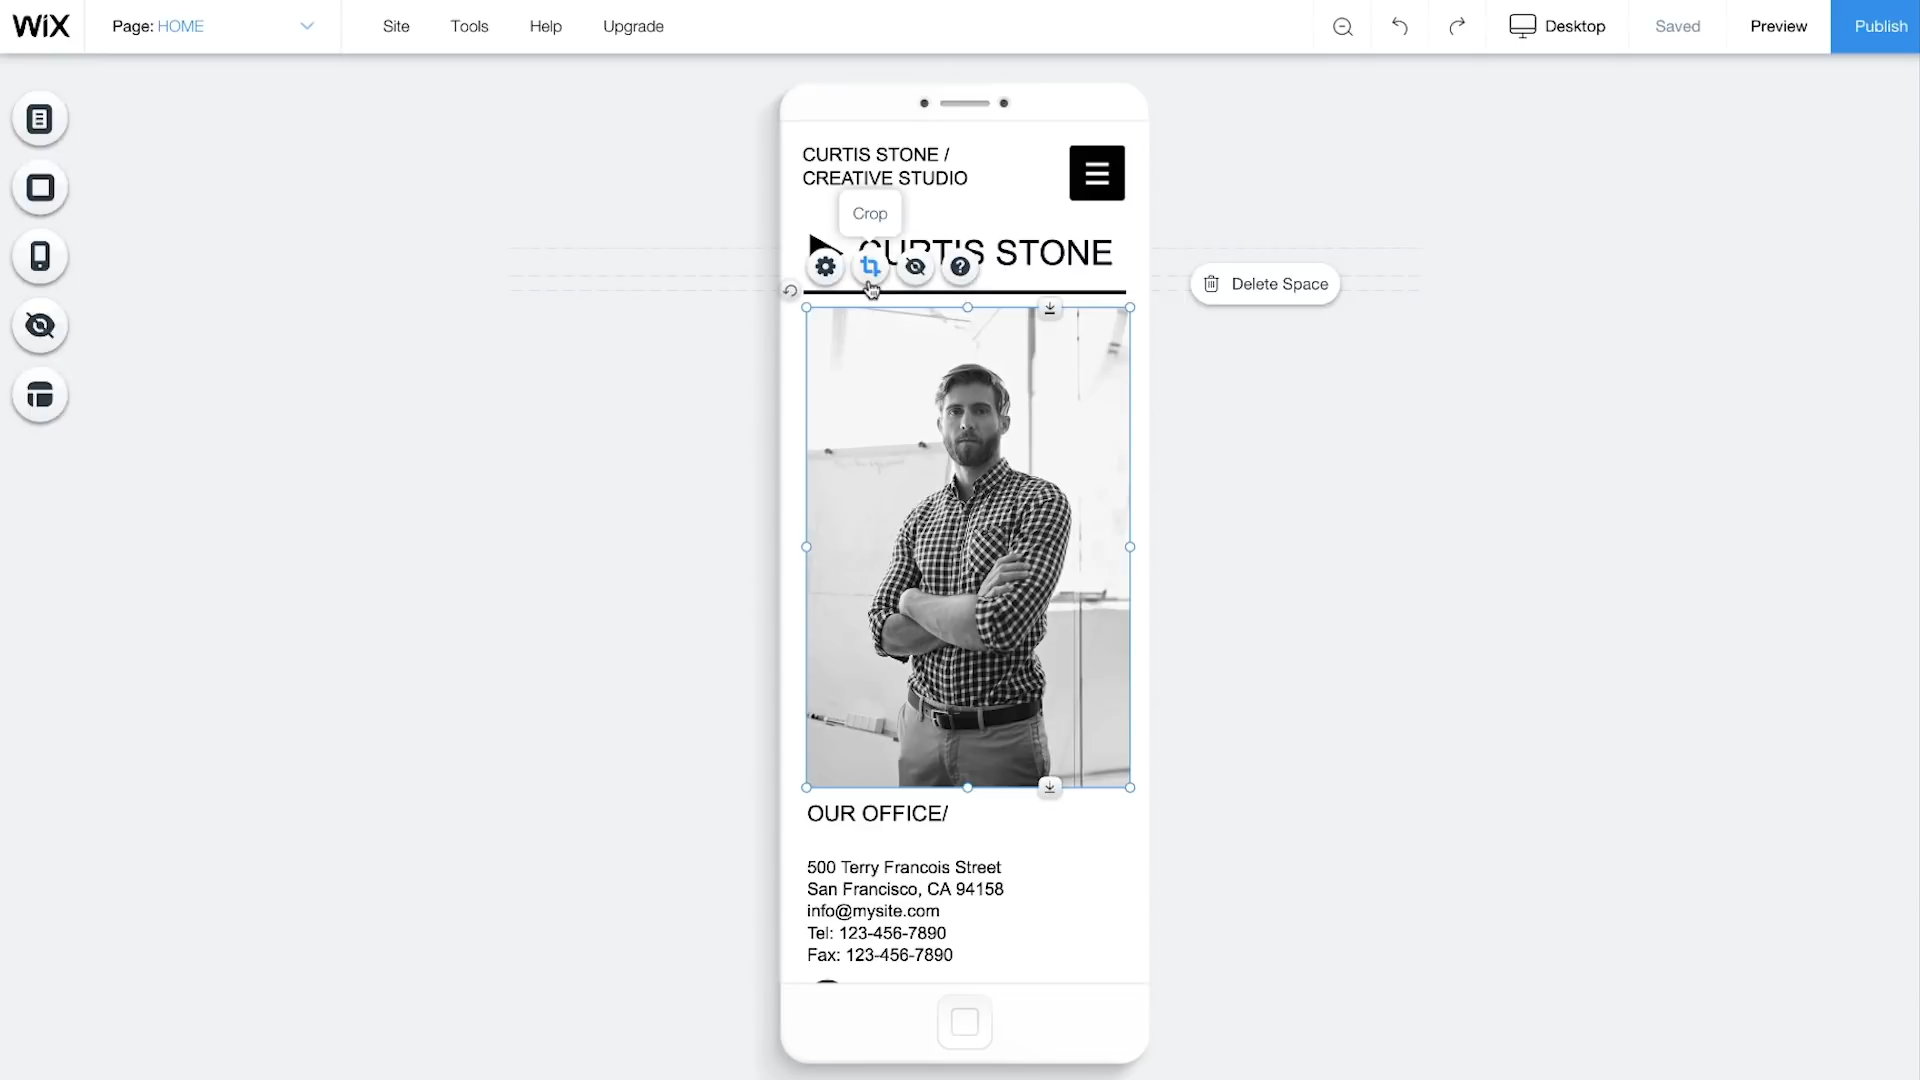 WiX
Page: HOME
Site
Tools
Help
Upgrade
Desktop
Saved
Preview
Publish
CURTIS STONE /
CREATIVE STUDIO
Crop
CURTIS STONE
Delete Space
OUR OFFICE/
500 Terry Francois Street
San Francisco, CA 94158
info@mysite.com
Tel: 123-456-7890
Fax: 123-456-7890